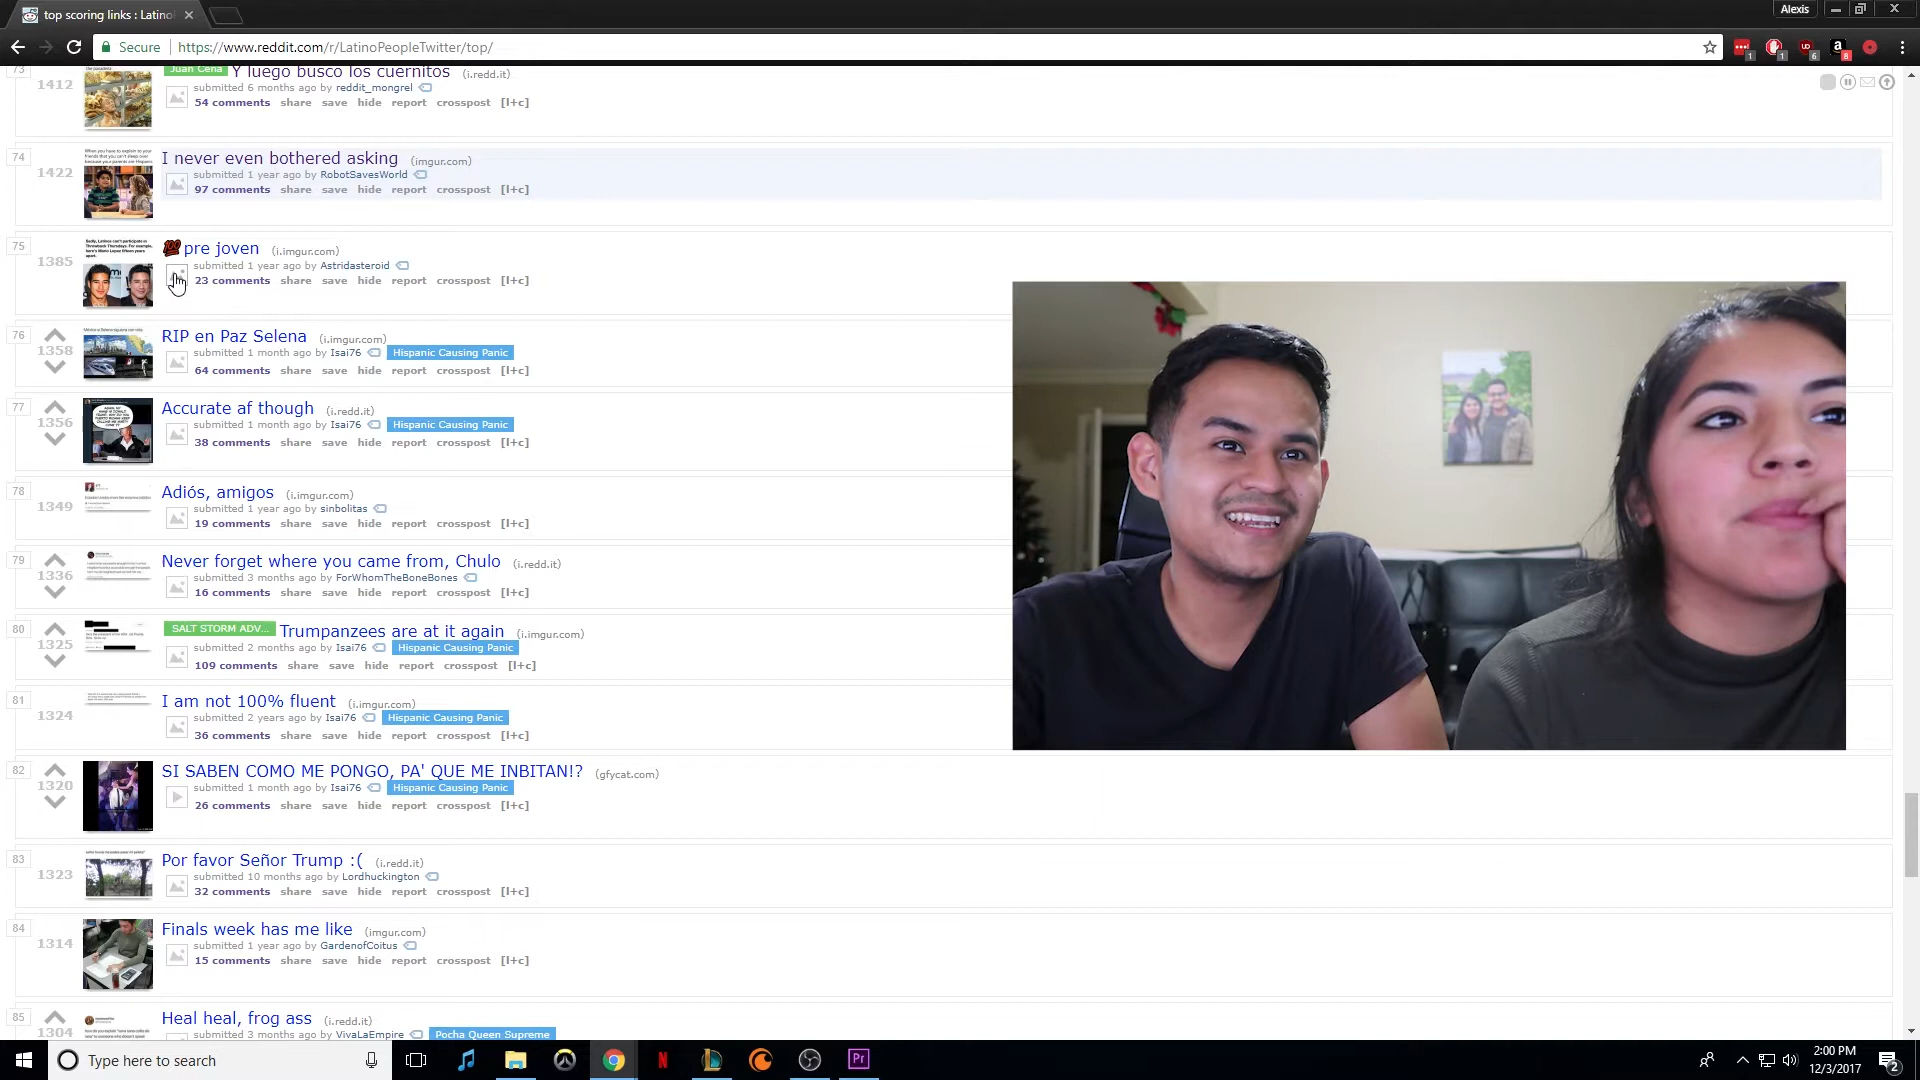 top scoring links : Latino
Alexis
Secure | https://www.reddit.com/r/LatinoPeopleTwitter/top/
73
1412
Juan Cena Y luego busco los cuernitos (i.redd.it)
submitted 6 months ago by reddit_mongrel
54 comments share save hide report crosspost [l+c]
74
1422
I never even bothered asking (imgur.com)
submitted 1 year ago by RobotSavesWorld
97 comments share save hide report crosspost [l+c]
75
1385
💯 pre joven (i.imgur.com)
submitted 1 year ago by Astridasteroid
23 comments share save hide report crosspost [l+c]
76
1358
RIP en Paz Selena (i.imgur.com)
submitted 1 month ago by Isai76 Hispanic Causing Panic
64 comments share save hide report crosspost [l+c]
77
1356
Accurate af though (i.redd.it)
submitted 1 month ago by Isai76 Hispanic Causing Panic
38 comments share save hide report crosspost [l+c]
78
1349
Adiós, amigos (i.imgur.com)
submitted 1 year ago by sinbolitas
19 comments share save hide report crosspost [l+c]
79
1336
Never forget where you came from, Chulo (i.redd.it)
submitted 3 months ago by ForWhomTheBoneBones
16 comments share save hide report crosspost [l+c]
80
1325
SALT STORM ADV... Trumpanzees are at it again (i.imgur.com)
submitted 2 months ago by Isai76 Hispanic Causing Panic
109 comments share save hide report crosspost [l+c]
81
1324
I am not 100% fluent (i.imgur.com)
submitted 2 years ago by Isai76 Hispanic Causing Panic
36 comments share save hide report crosspost [l+c]
82
1320
SI SABEN COMO ME PONGO, PA' QUE ME INBITAN!? (gfycat.com)
submitted 1 month ago by Isai76 Hispanic Causing Panic
26 comments share save hide report crosspost [l+c]
83
1323
Por favor Señor Trump :( (i.redd.it)
submitted 10 months ago by Lordhuckington
32 comments share save hide report crosspost [l+c]
84
1314
Finals week has me like (imgur.com)
submitted 1 year ago by GardenofCoitus
15 comments share save hide report crosspost [l+c]
85
1304
Heal heal, frog ass (i.redd.it)
submitted 3 months ago by VivaLaEmpire Pocha Queen Supreme
Type here to search
2:00 PM
12/3/2017